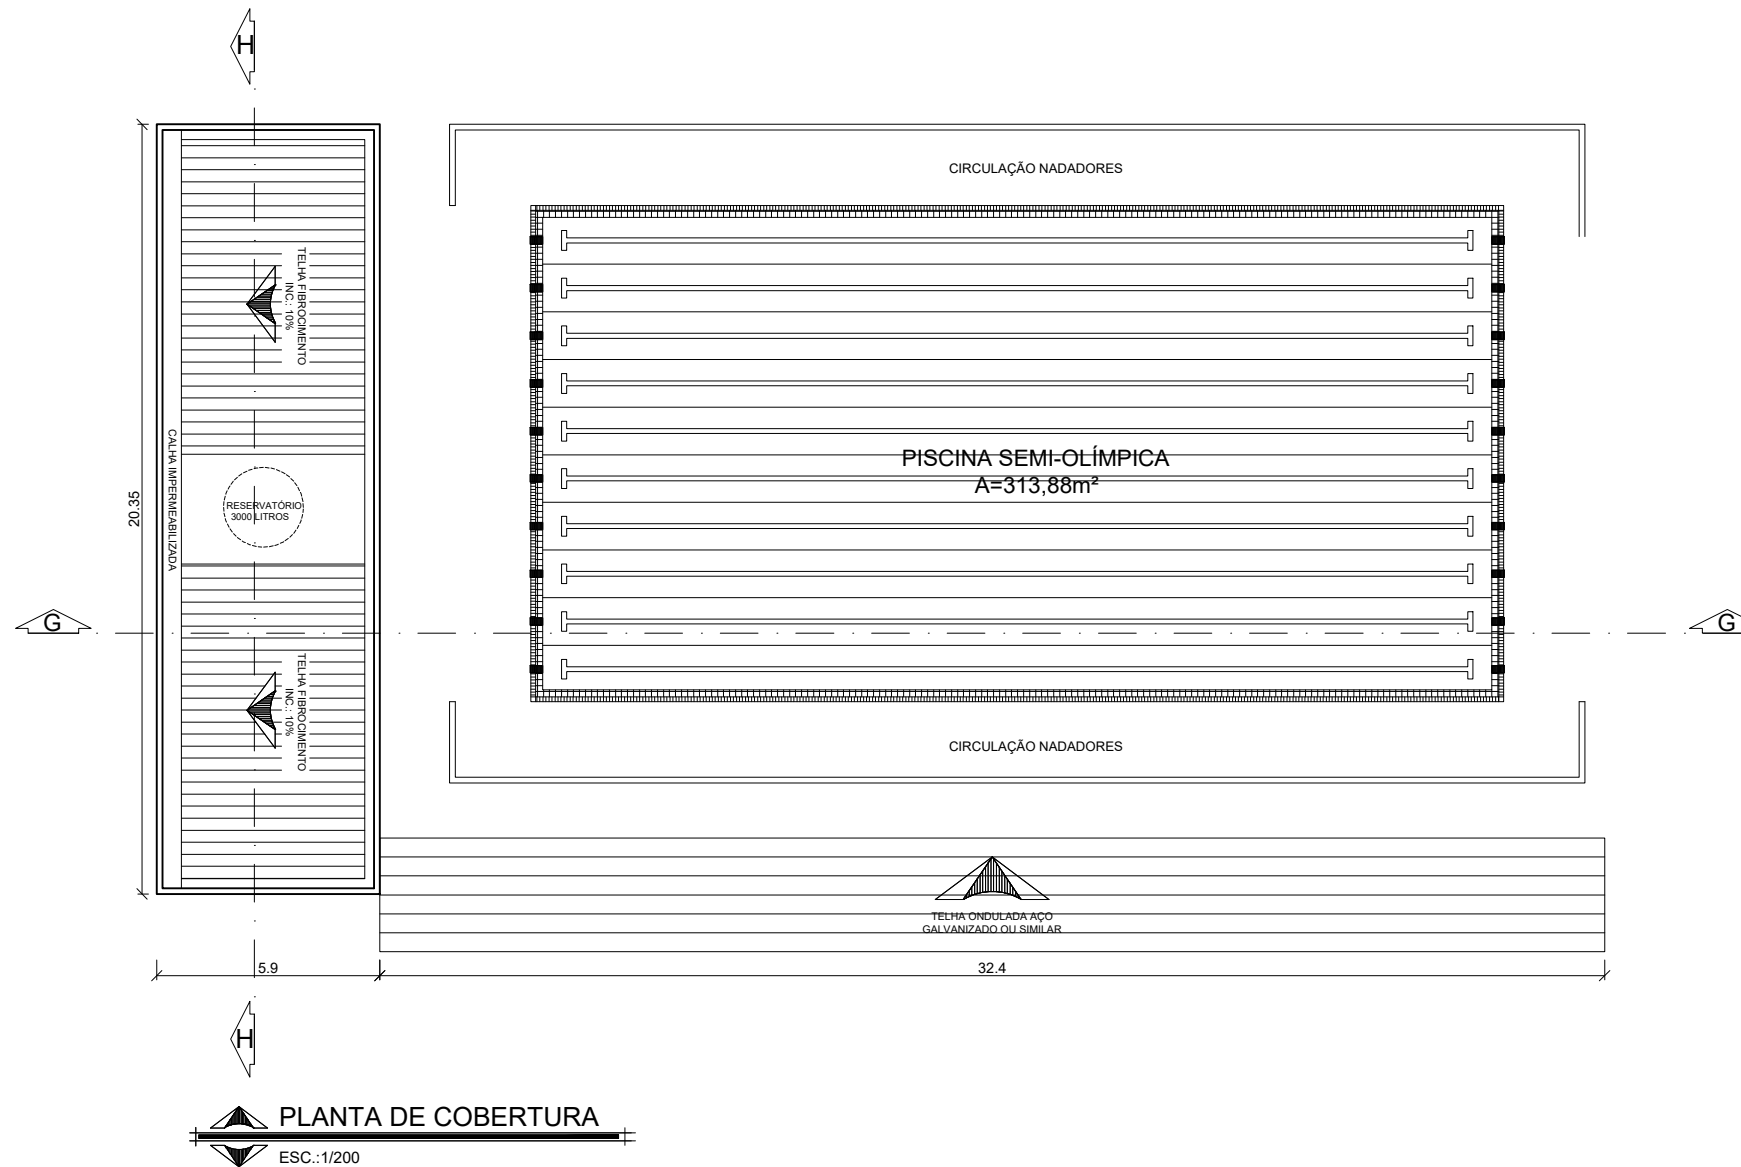 H
CIRCULAÇÃO NADADORES
TELHA FIBROCIMENTO
INC.: 10%
CALHA IMPERMEABILIZADA
PISCINA SEMI-OLÍMPICA
A=313,88m²
20.35
RESERVATÓRIO
3000 LITROS
G
G
TELHA FIBROCIMENTO
INC.: 10%
CIRCULAÇÃO NADADORES
TELHA ONDULADA AÇO
GALVANIZADO OU SIMILAR
5.9
32.4
H
PLANTA DE COBERTURA
ESC.:1/200